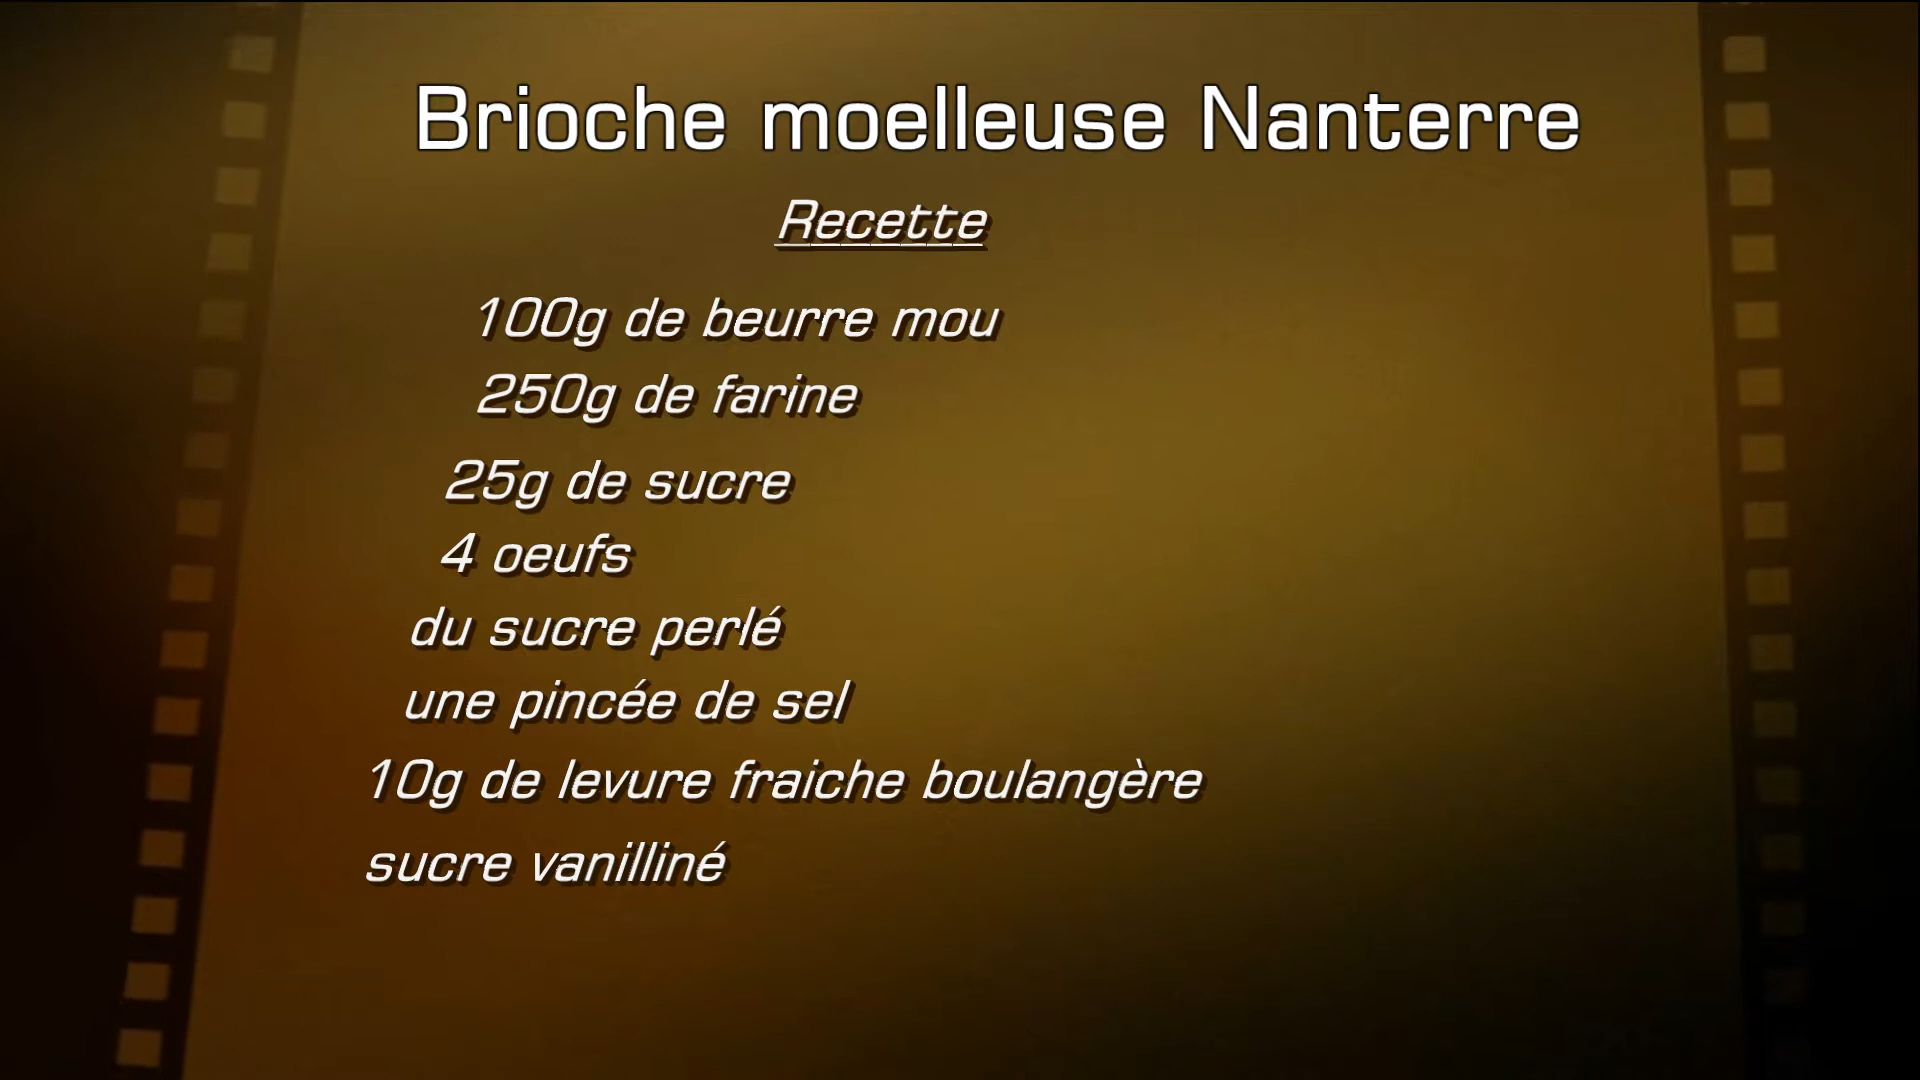 Brioche moelleuse Nanterre
Recette
100g de beurre mou
250g de farine
25g de sucre
4 oeufs
du sucre perlé
une pincée de sel
10g de levure fraiche boulangère
sucre vanilliné